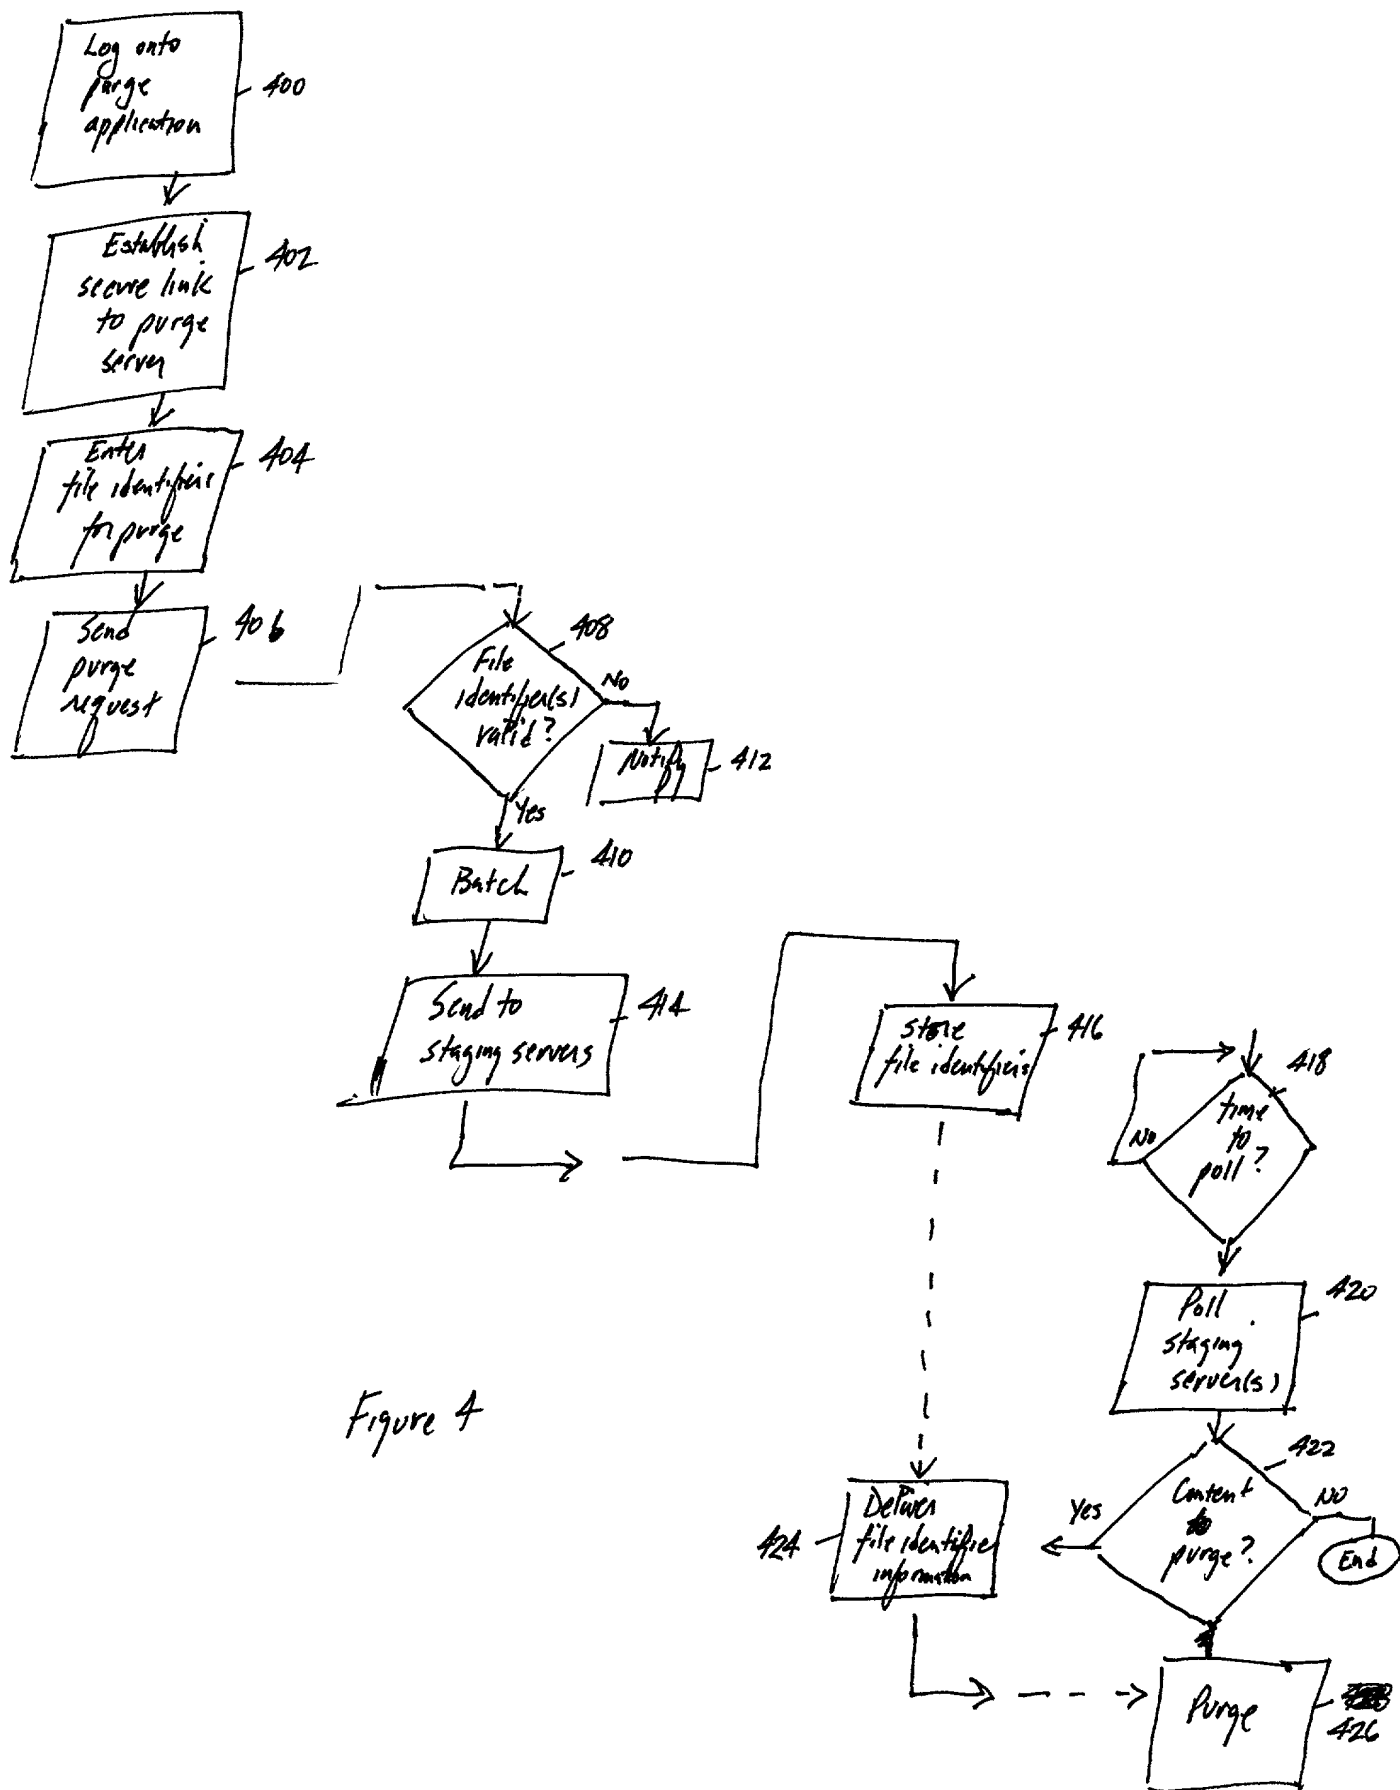 Log onto
purge
application
400
Establish
secure link
to purge
server
402
Enter
file identifiers
for purge
404
Send
purge
request
406
408
File
identifier(s)
valid?
No
Notify
412
Yes
Batch
410
Send to
staging servers
414
store
file identifiers
416
418
time
to
poll?
No
420
Poll
staging
server(s)
Figure 4
422
Content
to
purge?
Yes
NO
End
Deliver
file identifier
information
424
Purge
426